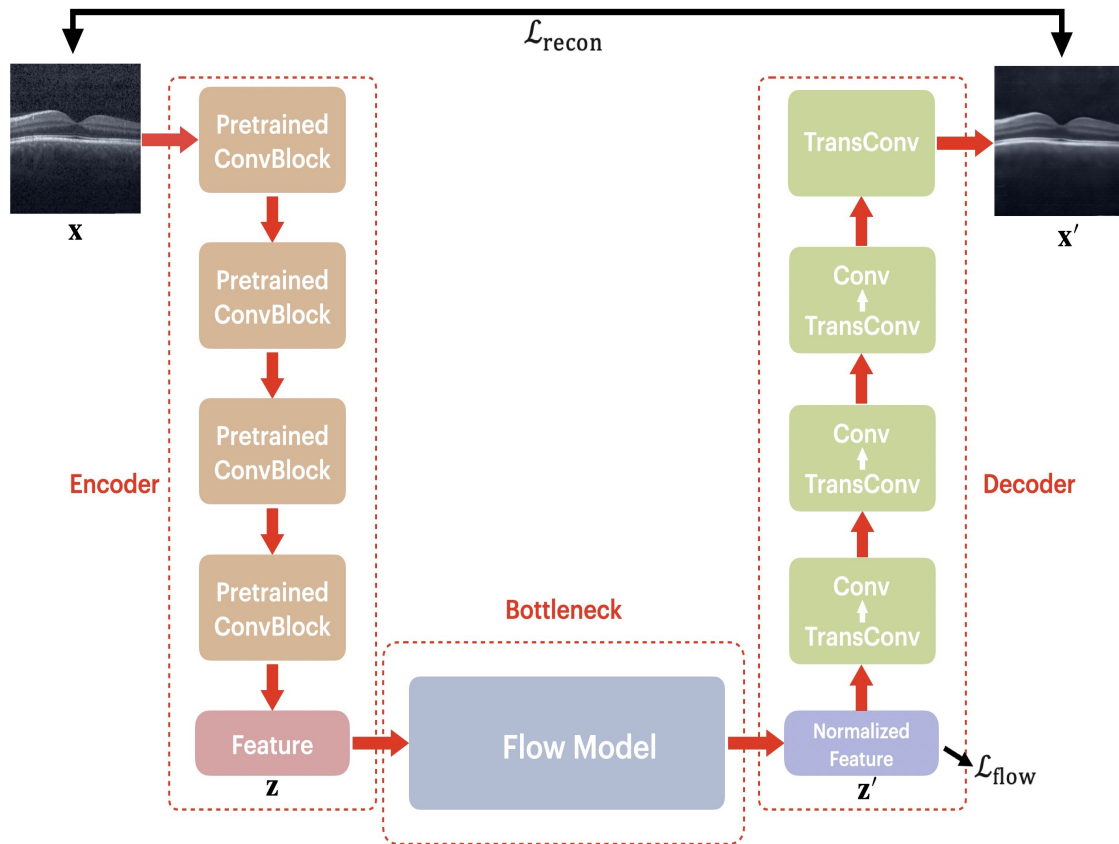 ℒrecon
x
Pretrained
ConvBlock
Pretrained
ConvBlock
Pretrained
ConvBlock
Pretrained
ConvBlock
Encoder
Feature
z
Bottleneck
Flow Model
TransConv
x′
Conv
TransConv
Conv
TransConv
Decoder
Conv
TransConv
Normalized
Feature
z′
ℒflow